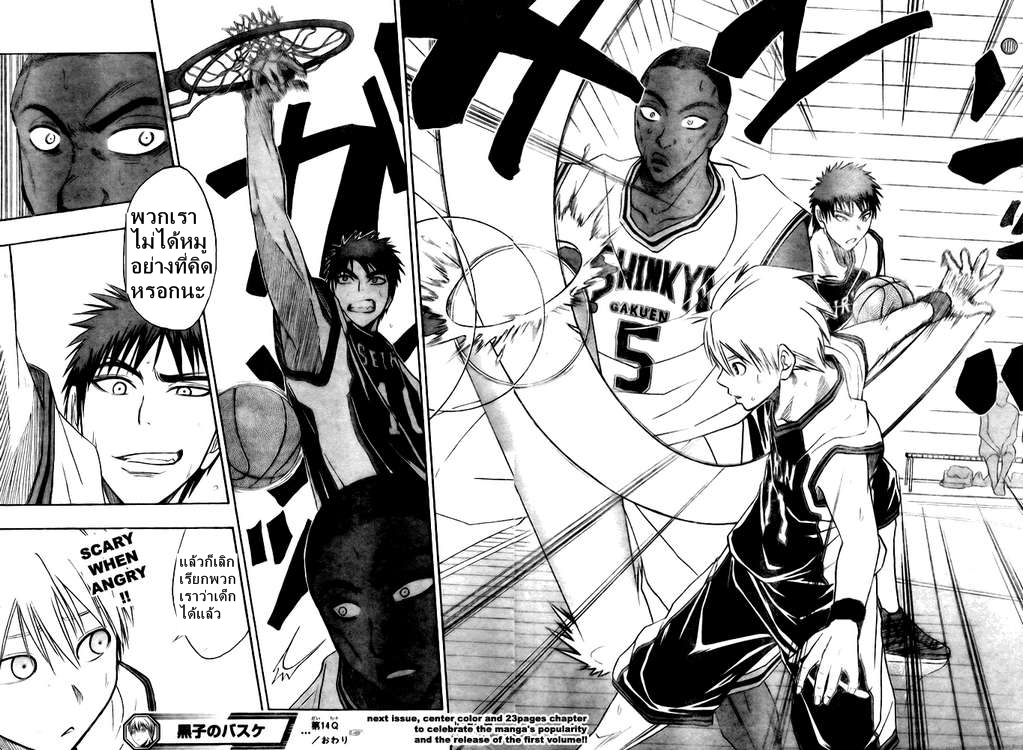 SHINKYO
GAKUEN
5
SEIRIN
พวกเรา
ไม่ได้หมู
อย่างที่คิด
หรอกนะ
แล้วก็เลิก
เรียกพวก
เราว่าเด็ก
ได้แล้ว
SCARY
WHEN
ANGRY
!!
黒子のバスケ
第14Q
... ／おわり
next issue, center color and 23pages chapter
to celebrate the manga's popularity
and the release of the first volume!!